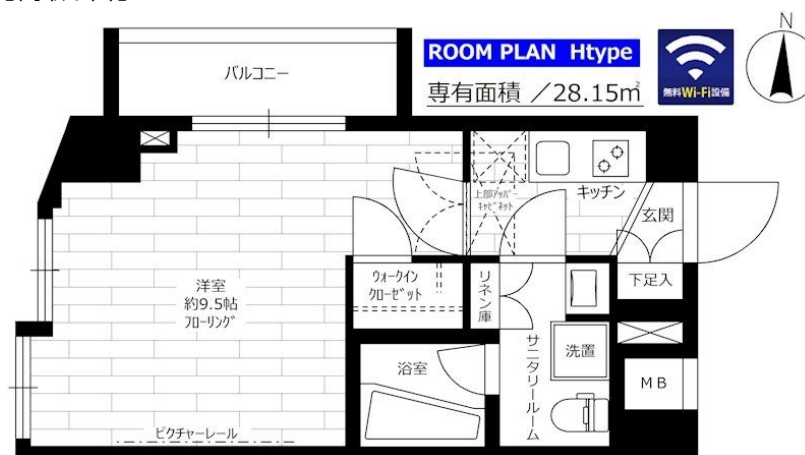 ROOM PLAN Htype
専有面積 ／28.15㎡
無料Wi-Fi設備
N
バルコニー
上部アッパー
キャビネット
キッチン
玄関
下足入
洋室
約9.5帖
フローリング
ウォークイン
クローゼット
リネン庫
サニタリールーム
洗置
浴室
MB
ピクチャーレール